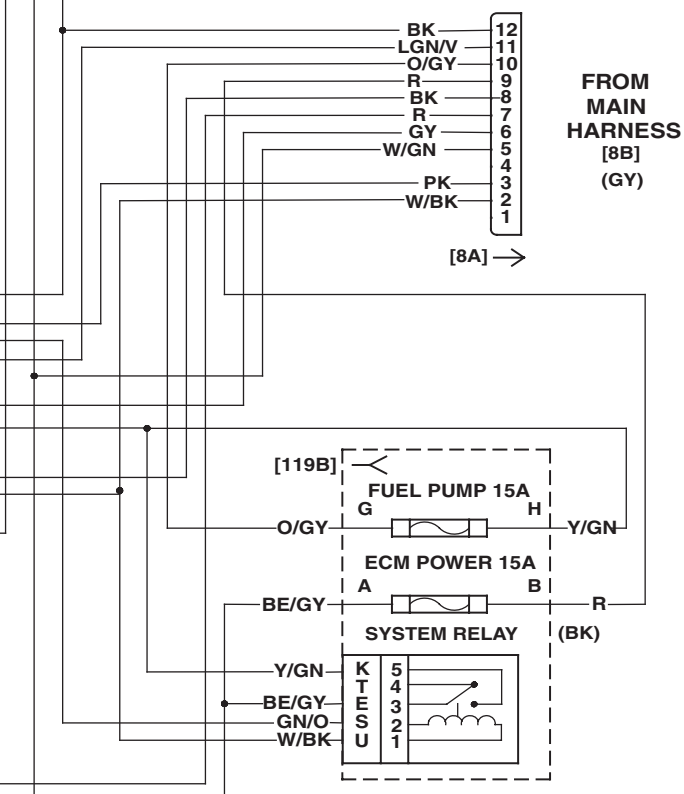 BK 12
LGN/V 11
O/GY 10
R 9
BK 8
R 7
GY 6
W/GN 5
4
PK 3
W/BK 2
1
FROM
MAIN
HARNESS
[8B]
(GY)
[8A]
[119B]
FUEL PUMP 15A
G H
O/GY Y/GN
ECM POWER 15A
A B
BE/GY R
SYSTEM RELAY (BK)
Y/GN K 5
T 4
BE/GY E 3
GN/O S 2
W/BK U 1